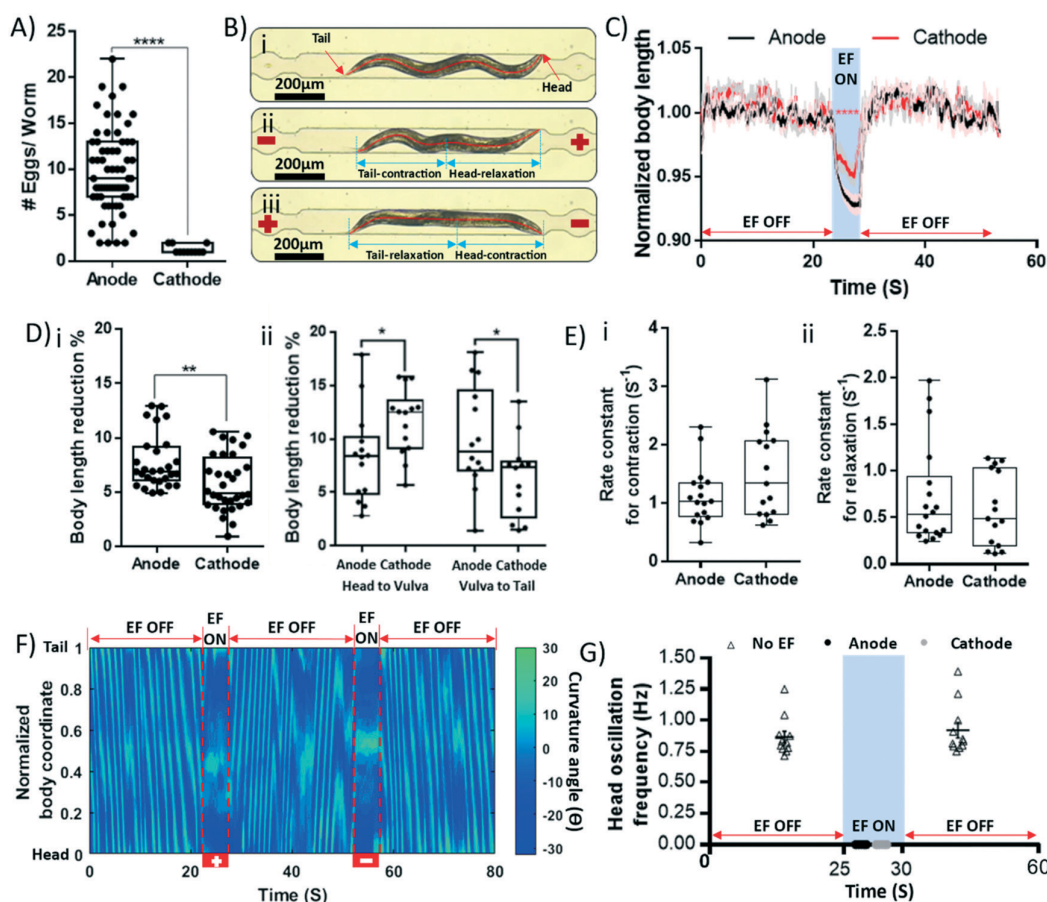 A)
25
20
15
10
5
0
# Eggs/ Worm
****
Anode
Cathode
B)
i
Tail
Head
200μm
ii
−
+
200μm
Tail-contraction
Head-relaxation
iii
+
−
200μm
Tail-relaxation
Head-contraction
C)
Anode
Cathode
EF
ON
1.05
1.00
0.95
0.90
Normalized body length
****
EF OFF
EF OFF
0
20
40
60
Time (S)
D)
i
20
15
10
5
0
Body length reduction %
**
Anode
Cathode
ii
20
15
10
5
0
Body length reduction %
*
*
Anode Cathode
Anode Cathode
Head to Vulva
Vulva to Tail
E)
i
4
3
2
1
0
Rate constant
for contraction (S⁻¹)
Anode
Cathode
ii
2.5
2.0
1.5
1.0
0.5
0.0
Rate constant
for relaxation (S⁻¹)
Anode
Cathode
F)
EF OFF
EF
ON
EF OFF
EF
ON
EF OFF
Tail 1
0.8
0.6
0.4
0.2
Head 0
Normalized
body coordinate
+
−
0
20
40
60
80
Time (S)
30
20
10
0
-10
-20
-30
Curvature angle (Θ)
G)
No EF
Anode
Cathode
1.50
1.25
1.00
0.75
0.50
0.25
0.00
Head oscillation
frequency (Hz)
EF OFF
EF ON
EF OFF
0
25
30
60
Time (S)